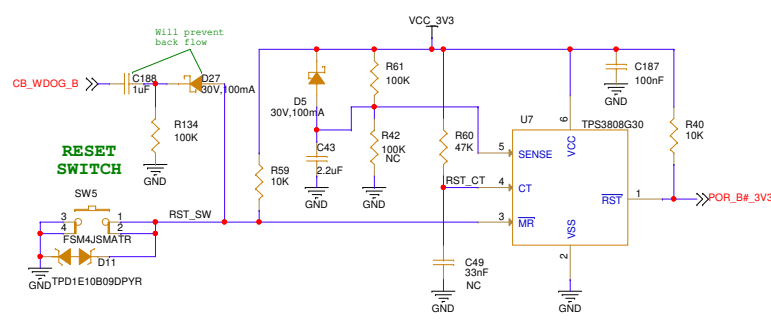 VCC_3V3
Will prevent
back flow
C188
1uF
D27
30V,100mA
CB_WDOG_B
R134
100K
GND
R61
100K
D5
30V,100mA
R42
100K
NC
C43
2.2uF
GND
GND
R60
47K
RST_CT
C187
100nF
GND
U7
TPS3808G30
R40
10K
6
VCC
5
SENSE
4
CT
3
MR
RST
1
VSS
2
GND
POR_B#_3V3
RESET
SWITCH
SW5
3
4
1
2
FSM4JSMATR
RST_SW
R59
10K
D11
GND
TPD1E10B09DPYR
C49
33nF
NC
GND